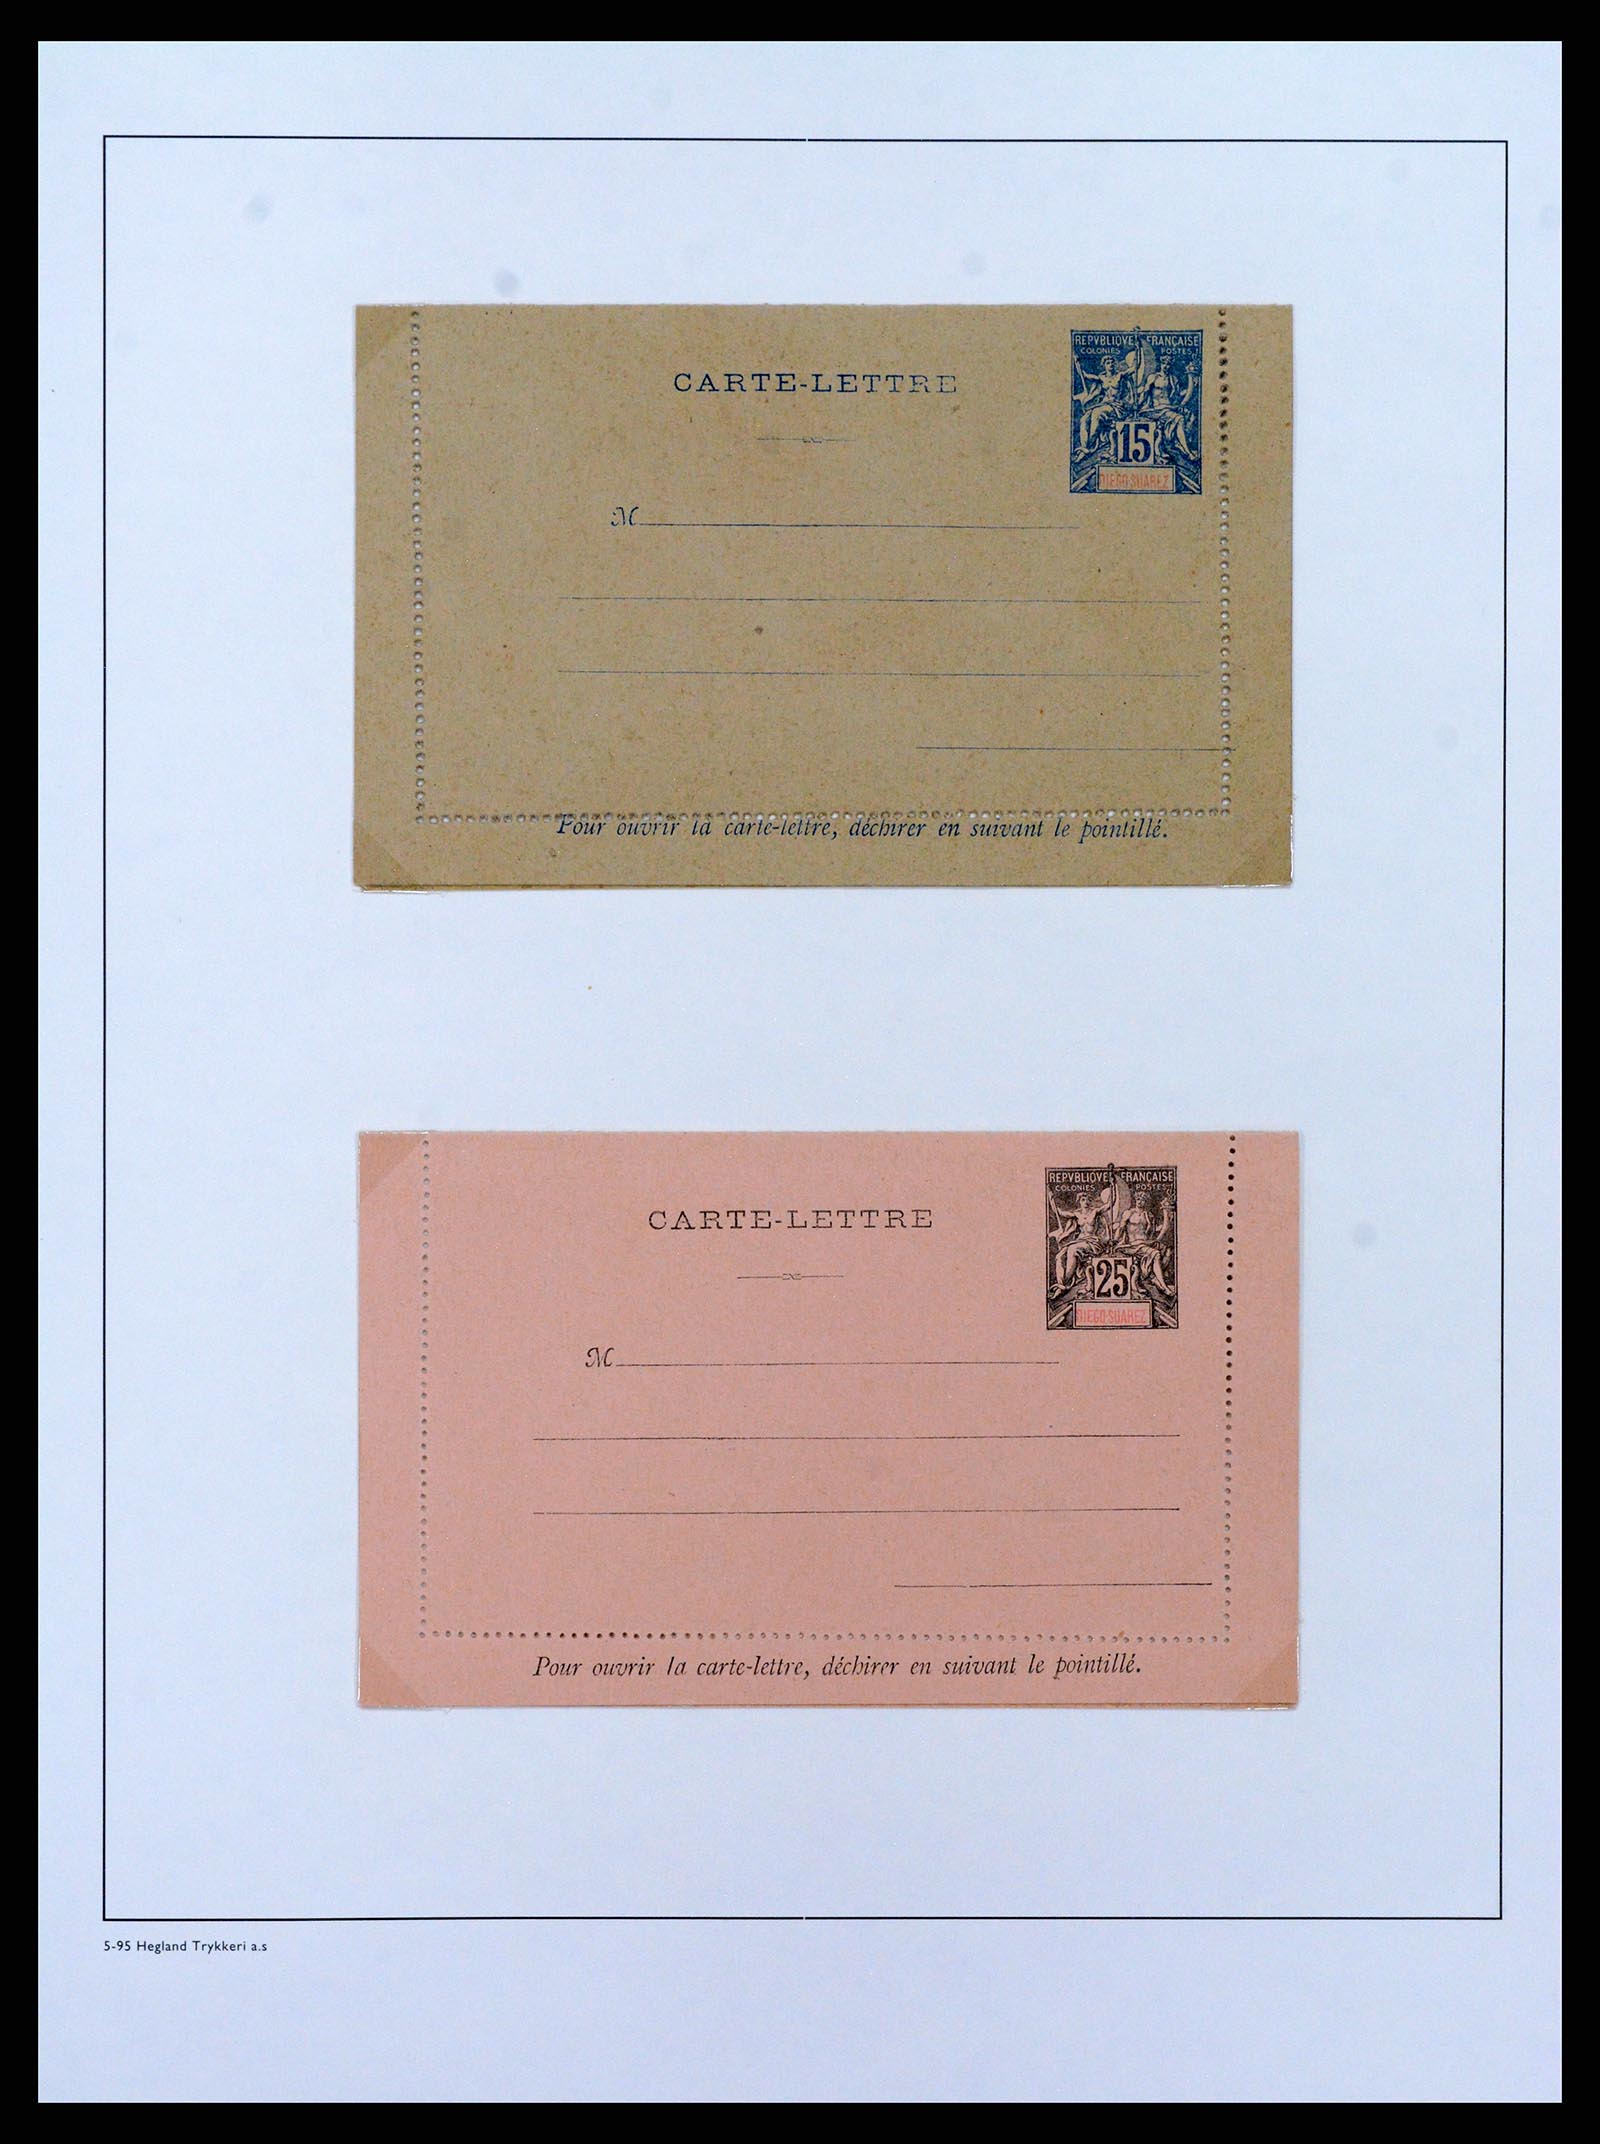 REPVBLIQVE FRANÇAISE
COLONIES POSTES
CARTE-LETTRE
15
DIEGO-SUAREZ
M
Pour ouvrir la carte-lettre, déchirer en suivant le pointillé.
REPVBLIQVE FRANÇAISE
COLONIES POSTES
CARTE-LETTRE
25
DIEGO-SUAREZ
M
Pour ouvrir la carte-lettre, déchirer en suivant le pointillé.
5-95 Hegland Trykkeri a.s